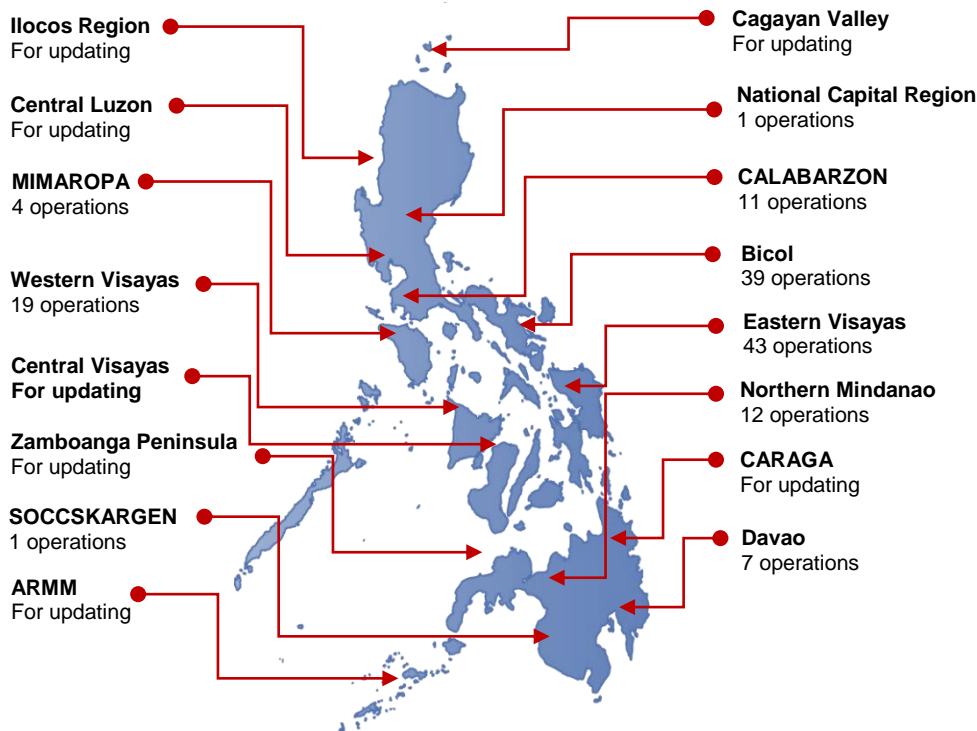 Ilocos Region
For updating
Central Luzon
For updating
MIMAROPA
4 operations
Western Visayas
19 operations
Central Visayas
For updating
Zamboanga Peninsula
For updating
SOCCSKARGEN
1 operations
ARMM
For updating
Cagayan Valley
For updating
National Capital Region
1 operations
CALABARZON
11 operations
Bicol
39 operations
Eastern Visayas
43 operations
Northern Mindanao
12 operations
CARAGA
For updating
Davao
7 operations